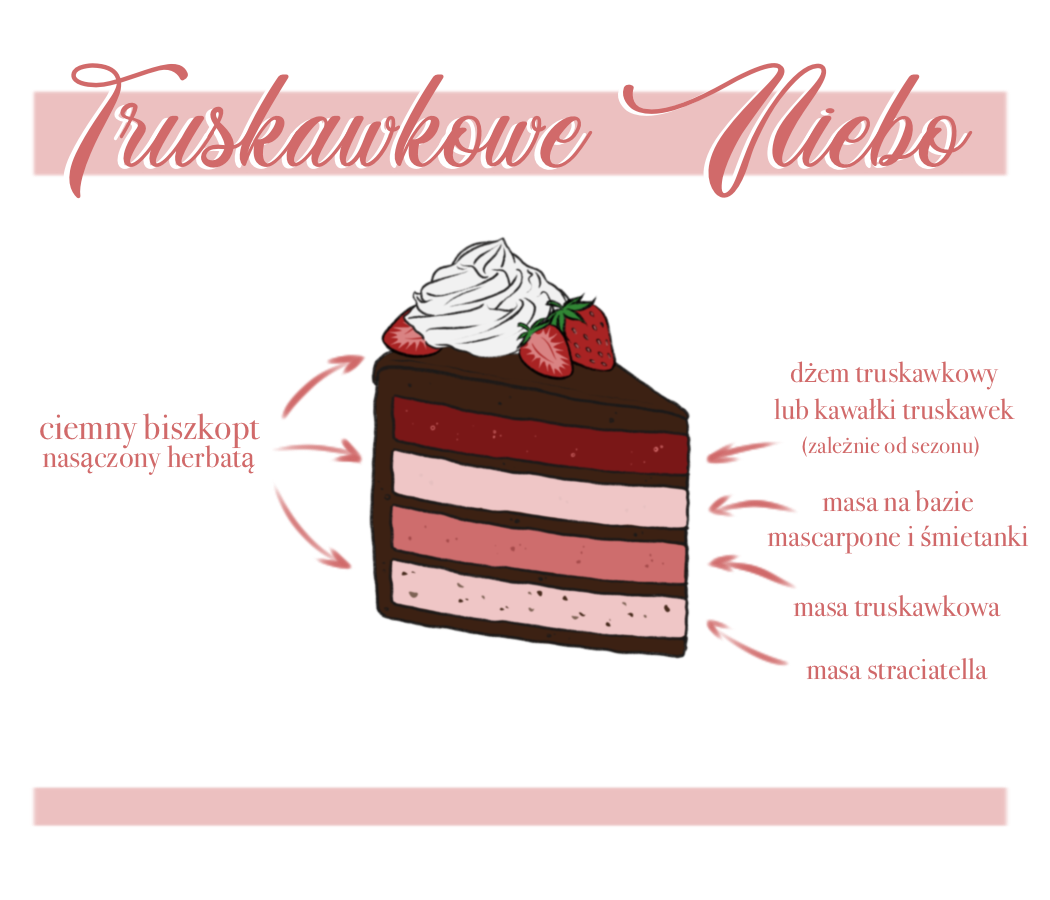 Truskawkowe Niebo
ciemny biszkopt
nasączony herbatą
dżem truskawkowy
lub kawałki truskawek
(zależnie od sezonu)
masa na bazie
mascarpone i śmietanki
masa truskawkowa
masa straciatella